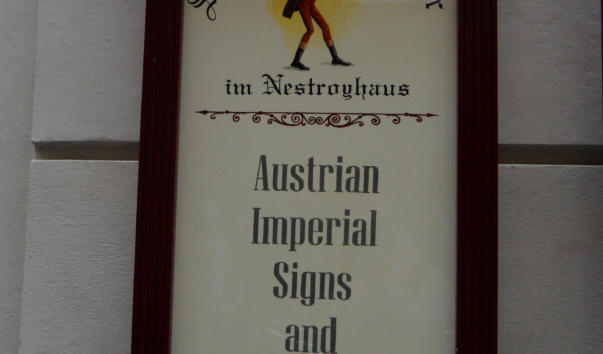 im Nestroyhaus
Austrian
Imperial
Signs
and